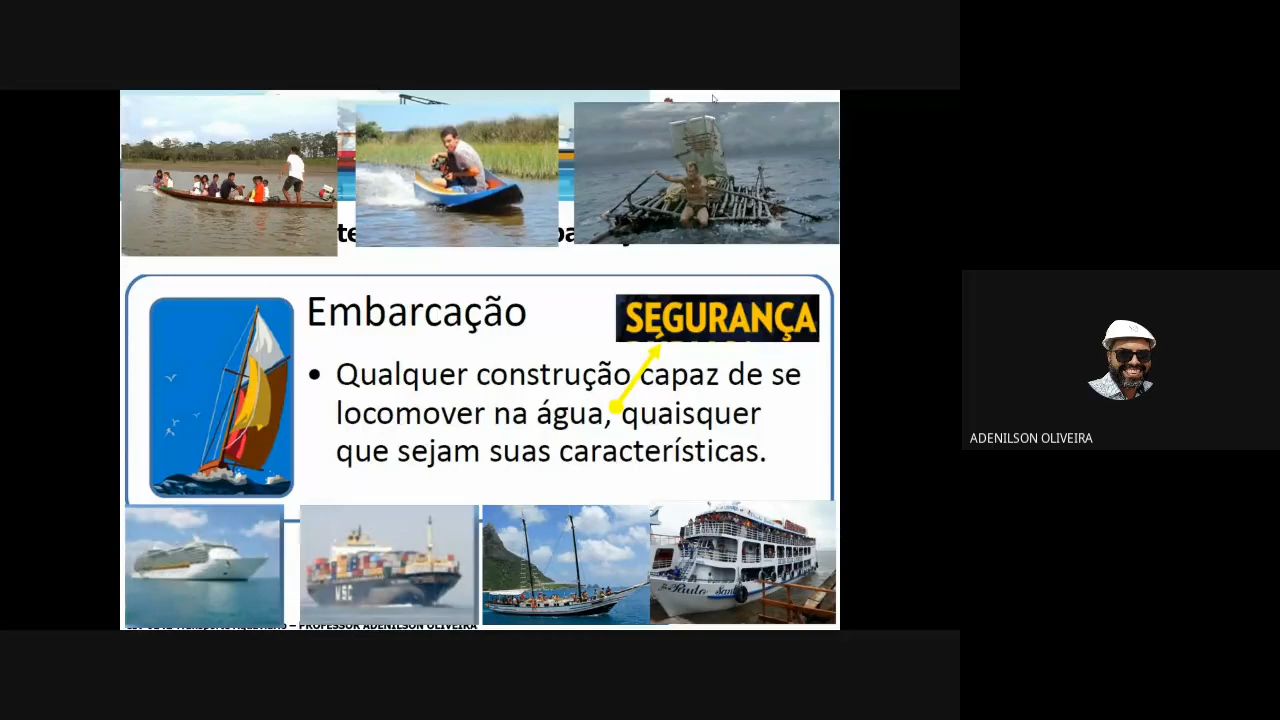 Embarcação
SEGURANÇA
• Qualquer construção capaz de se
locomover na água, quaisquer
que sejam suas características.
MSC
PROFESSOR ADENILSON OLIVEIRA
ADENILSON OLIVEIRA